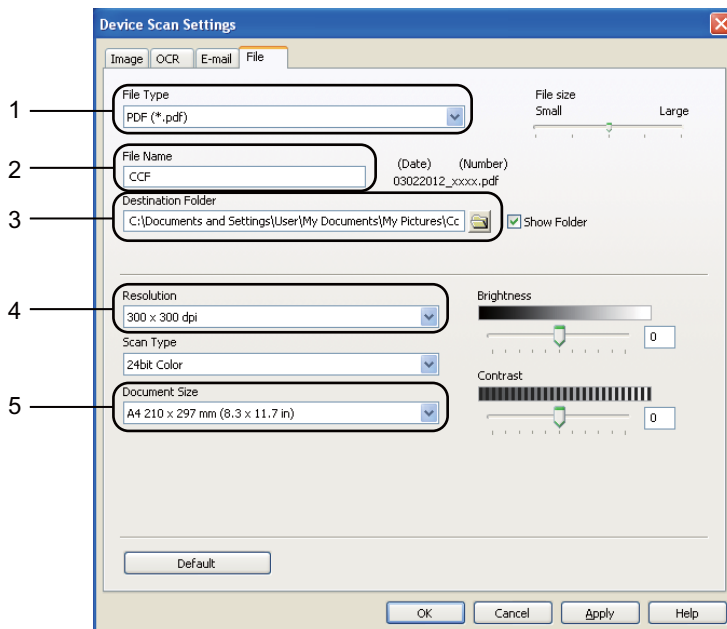 Device Scan Settings
Image OCR E-mail File
1
File Type
PDF (*.pdf)
File size
Small Large
2
File Name
CCF
(Date) (Number)
03022012_xxxx.pdf
3
Destination Folder
C:\Documents and Settings\User\My Documents\My Pictures\Cc
Show Folder
4
Resolution
300 x 300 dpi
Scan Type
24bit Color
5
Document Size
A4 210 x 297 mm (8.3 x 11.7 in)
Brightness
0
Contrast
0
Default
OK Cancel Apply Help